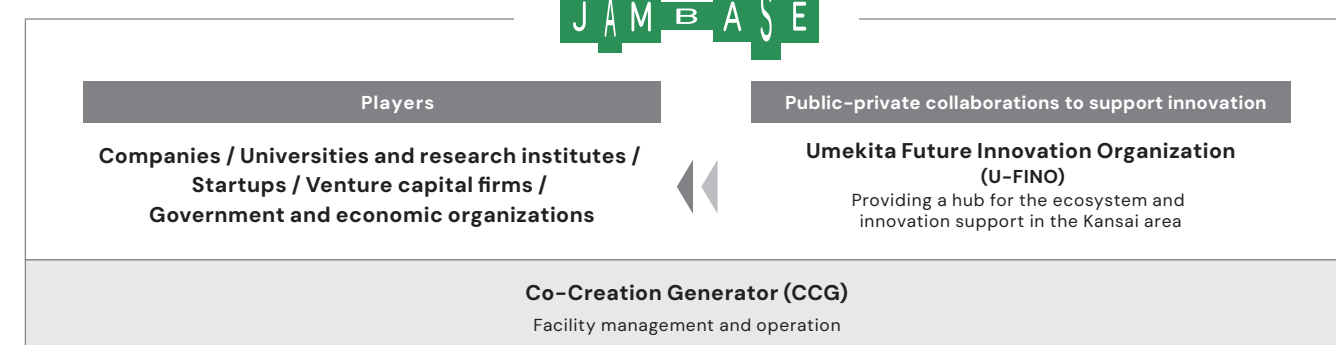 JAMBASE
Players
Companies / Universities and research institutes /
Startups / Venture capital firms /
Government and economic organizations
Public-private collaborations to support innovation
Umekita Future Innovation Organization
(U-FINO)
Providing a hub for the ecosystem and
innovation support in the Kansai area
Co-Creation Generator (CCG)
Facility management and operation